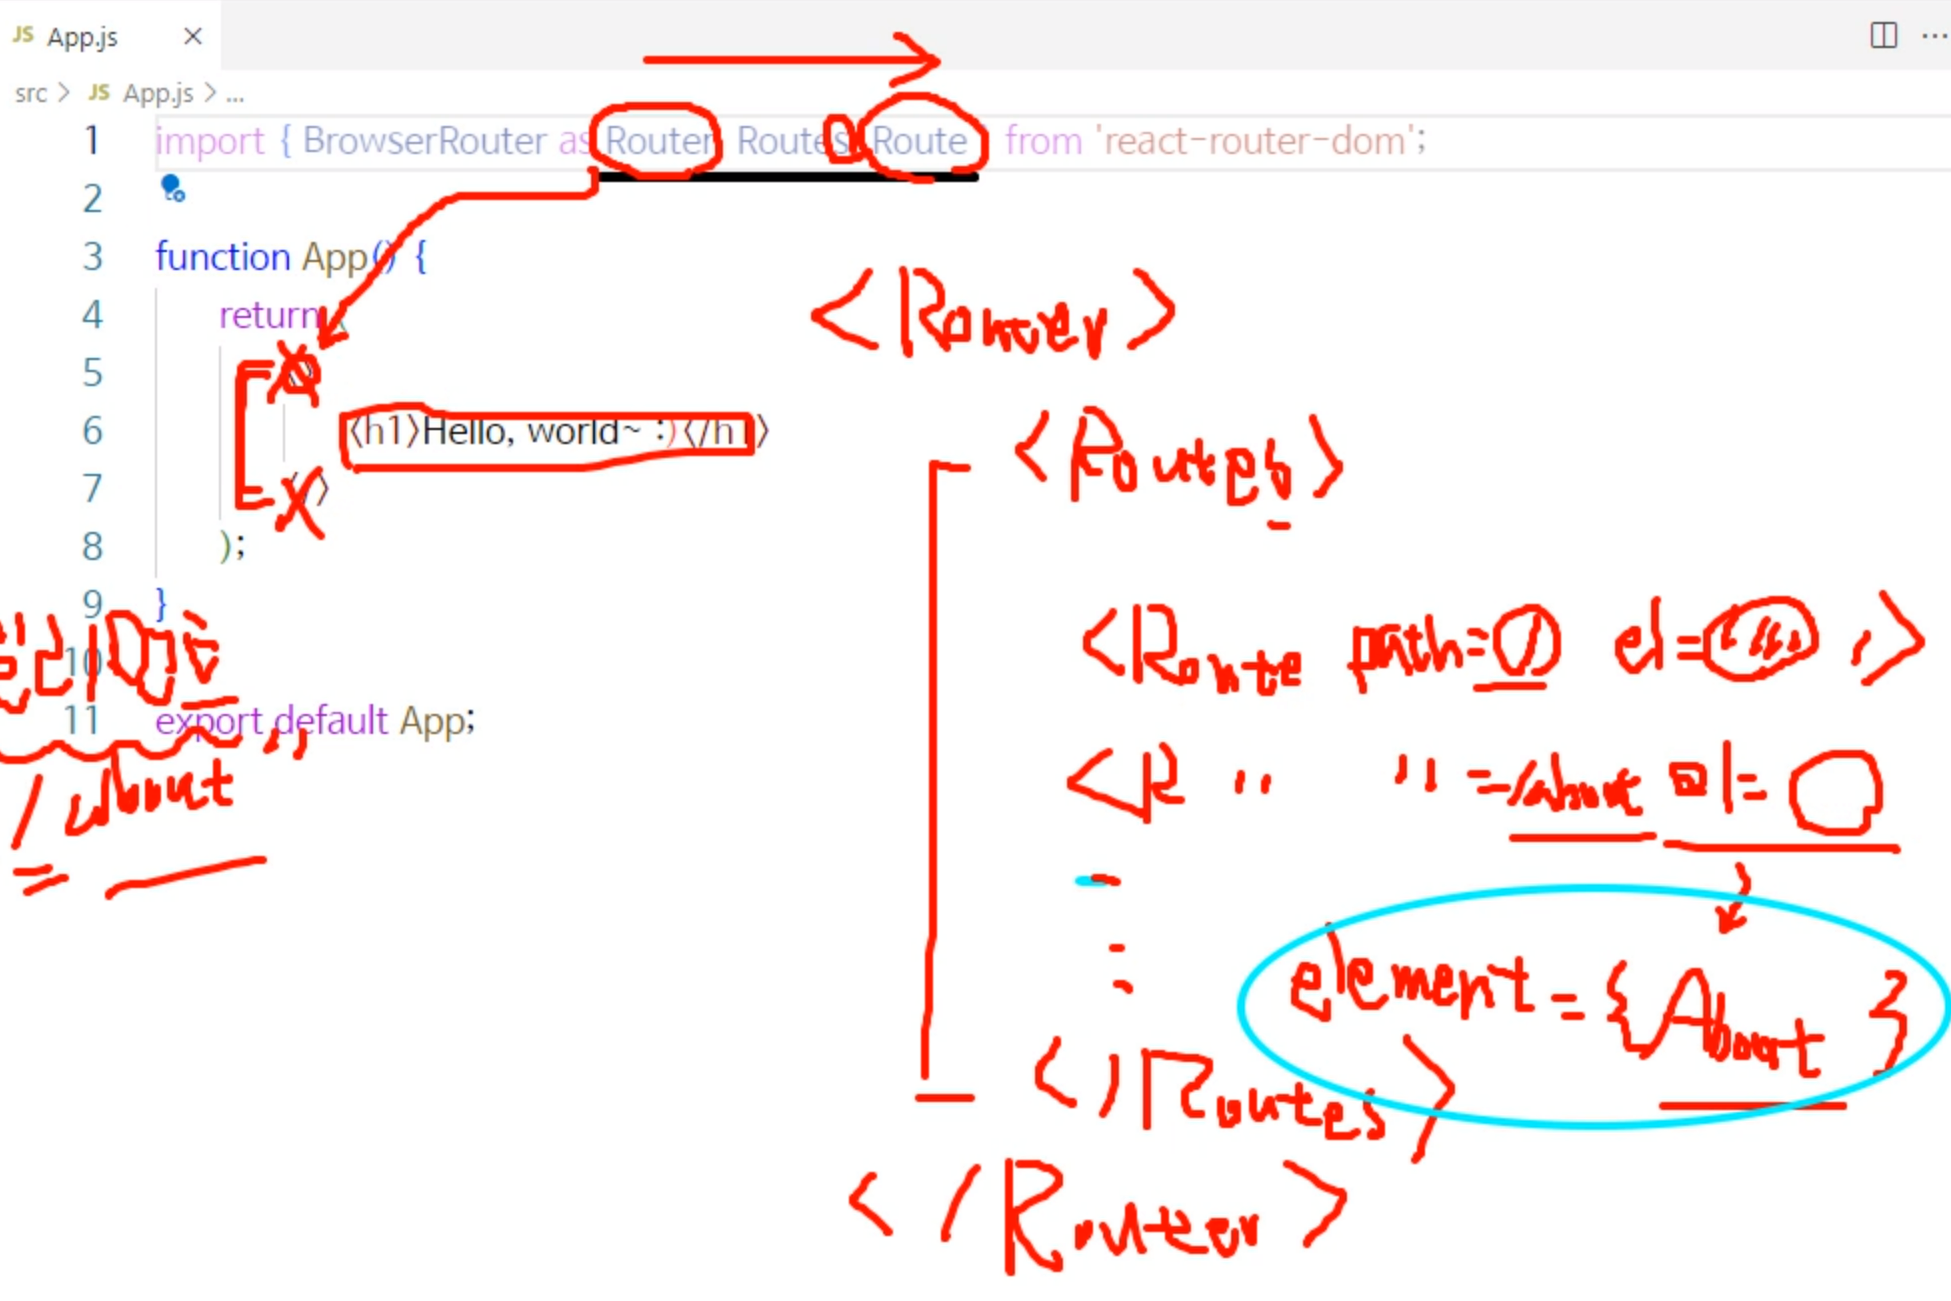 JS App.js
src > JS App.js > ...
1 import { BrowserRouter as Router Routes Route from 'react-router-dom';
2
3 function App() {
4 return (
5
6 <h1>Hello, world~ :)</h1>
7 >
8 );
9 }
10
11 export default App;
/about
<Router>
<Routes>
<Route path= el= >
<R " " =/about el=
element={About }
</Routes>
</Router>